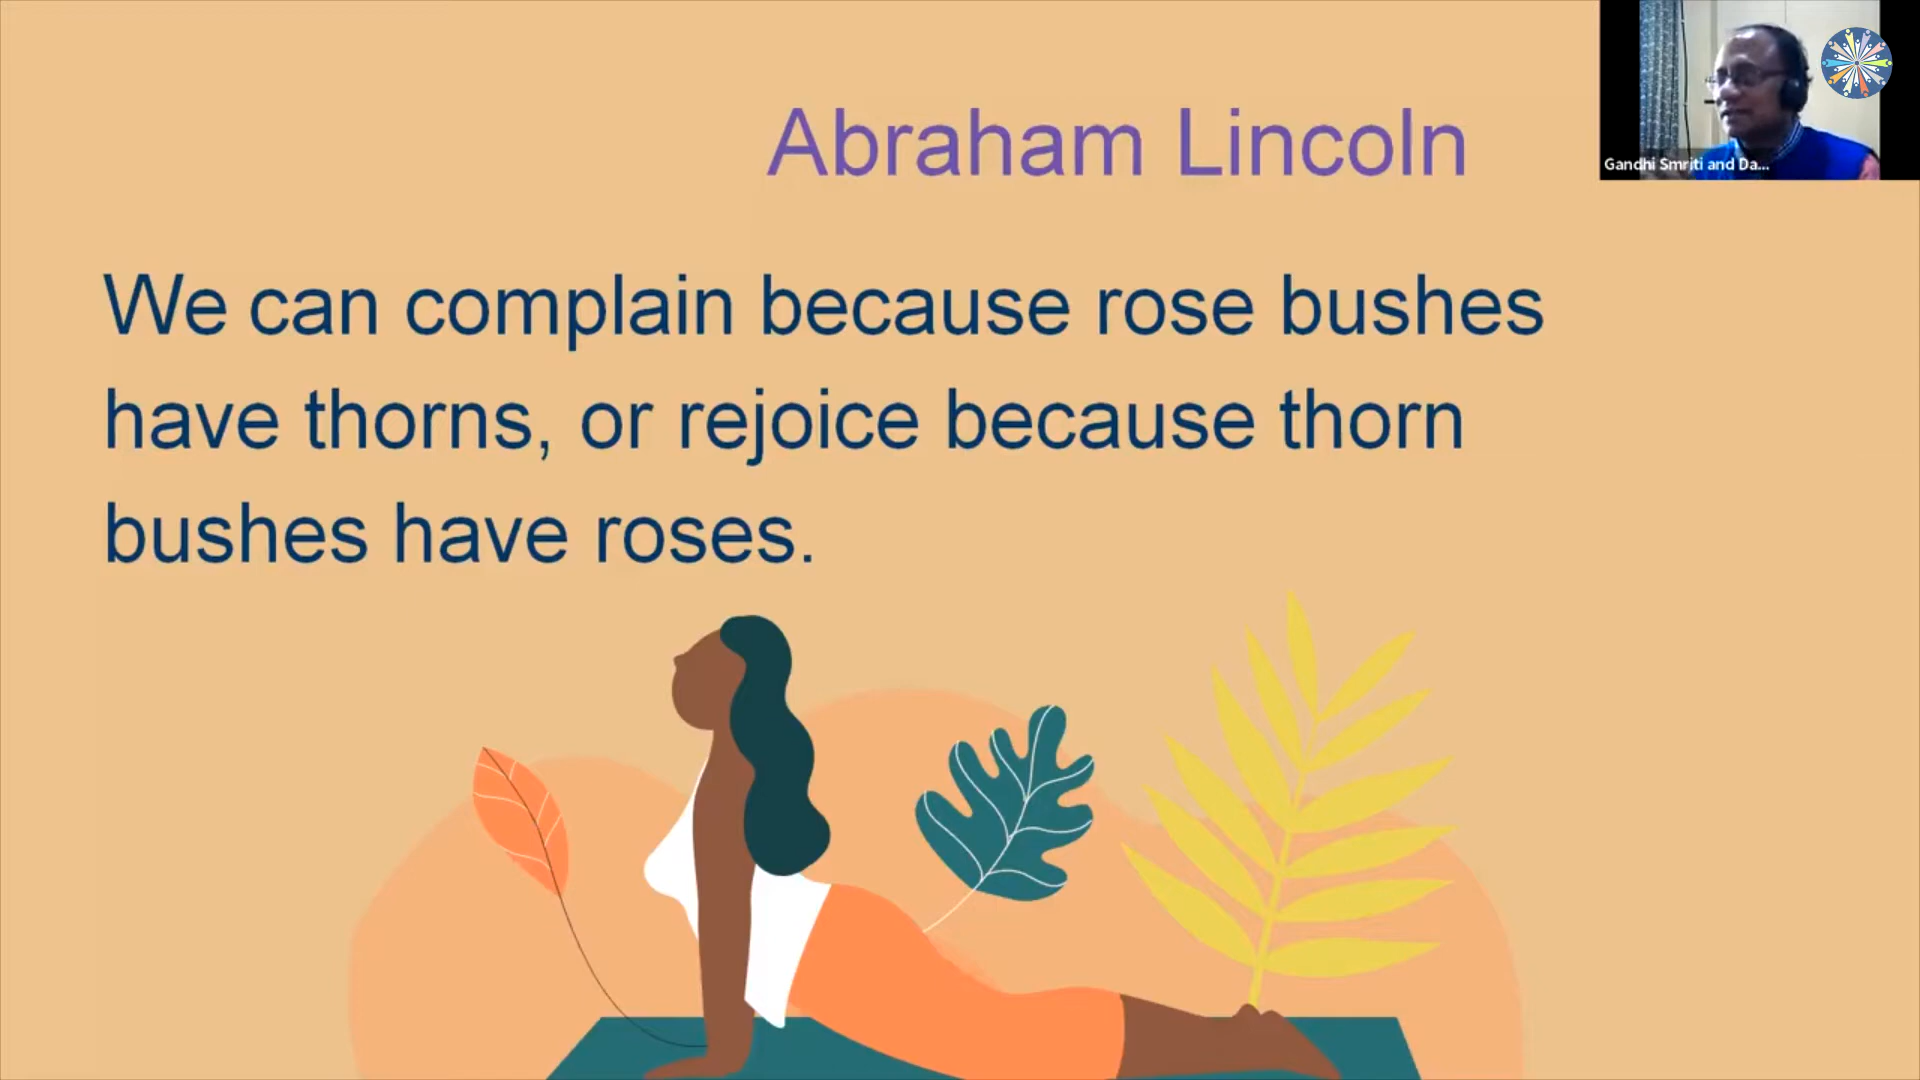 Abraham Lincoln
Gandhi Smriti and Da...
We can complain because rose bushes
have thorns, or rejoice because thorn
bushes have roses.